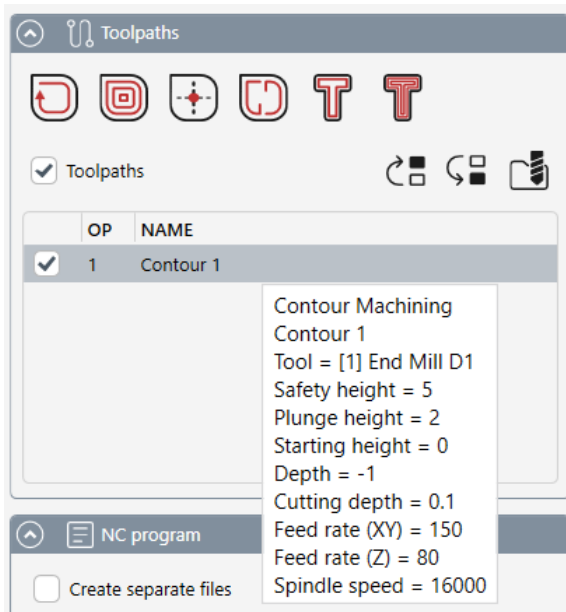 Toolpaths
Toolpaths
OP NAME
1 Contour 1
Contour Machining
Contour 1
Tool = [1] End Mill D1
Safety height = 5
Plunge height = 2
Starting height = 0
Depth = -1
Cutting depth = 0.1
Feed rate (XY) = 150
Feed rate (Z) = 80
Spindle speed = 16000
NC program
Create separate files